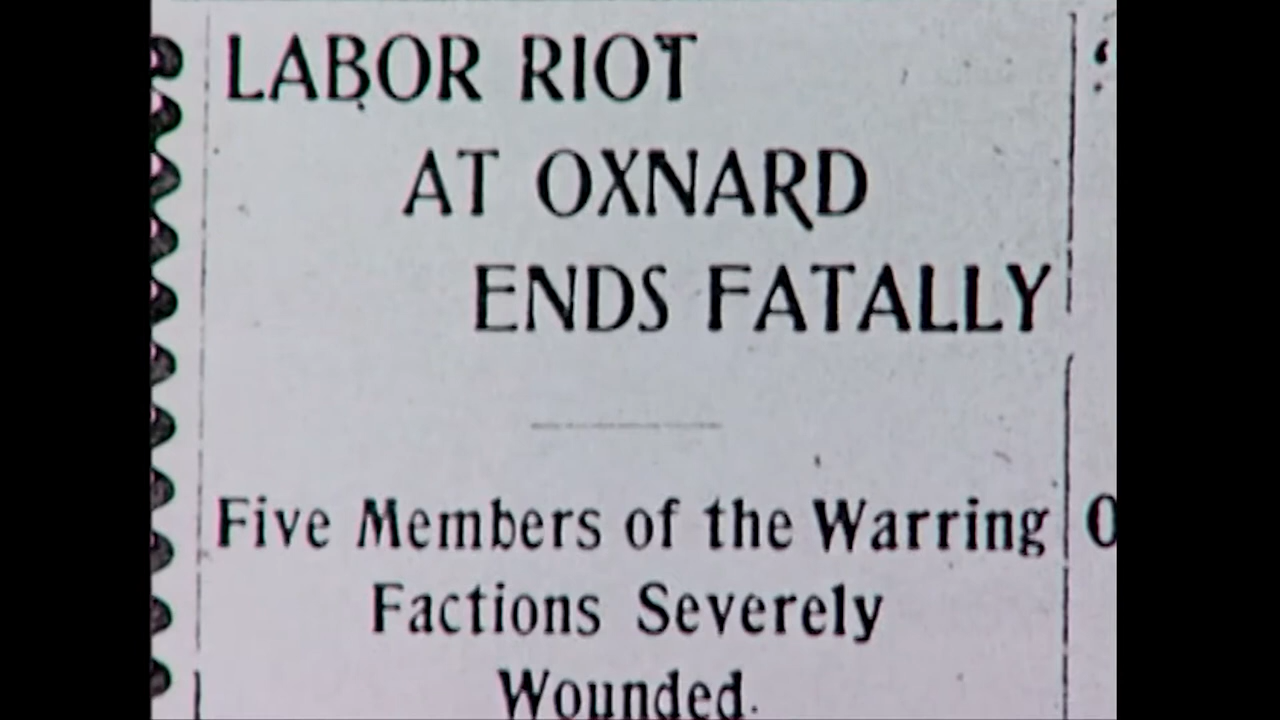 LABOR RIOT
AT OXNARD
ENDS FATALLY
Five Members of the Warring
Factions Severely
Wounded.